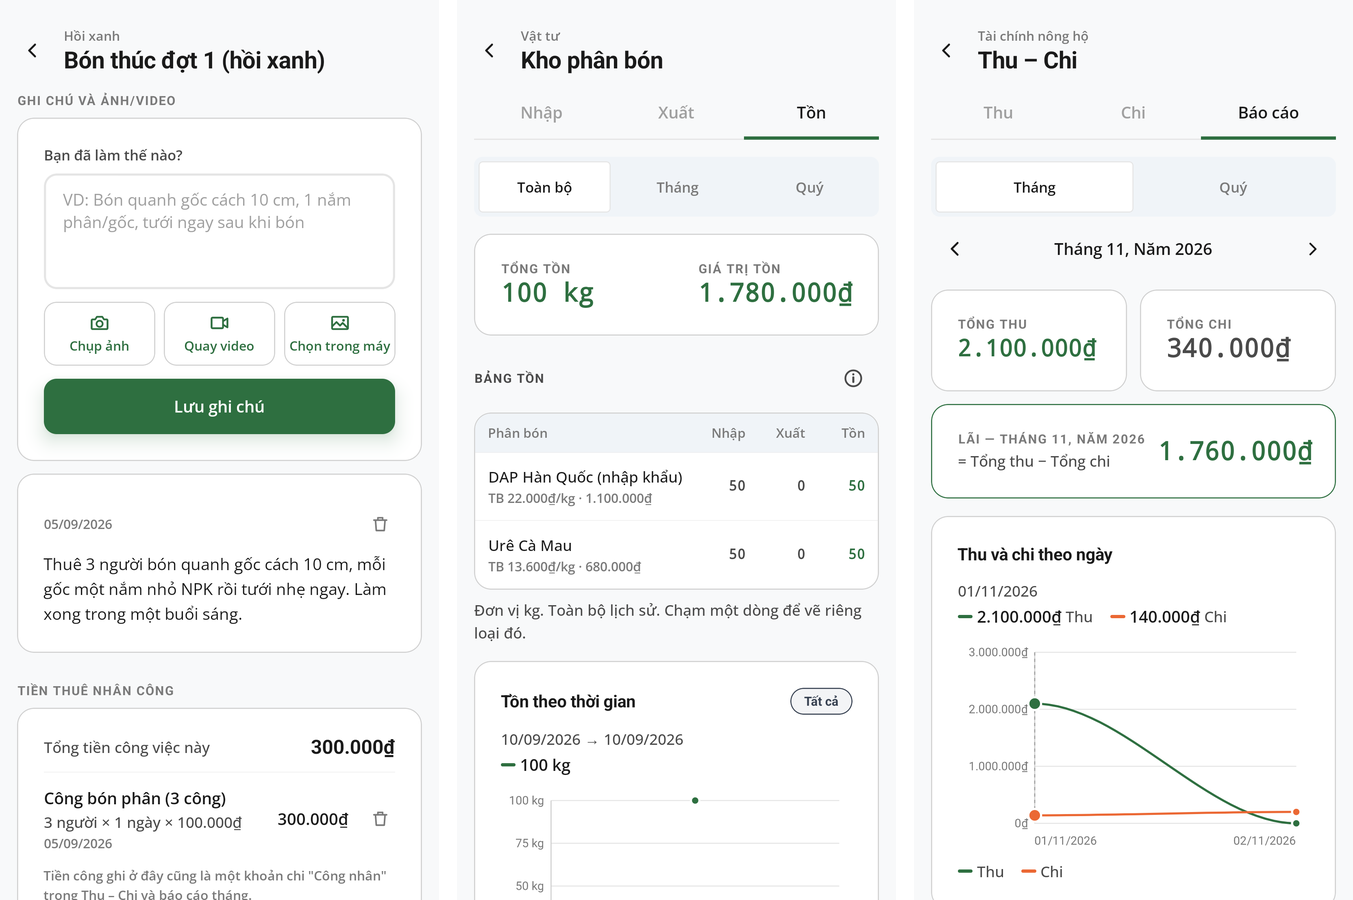 Hồi xanh
Bón thúc đợt 1 (hồi xanh)
GHI CHÚ VÀ ẢNH/VIDEO
Bạn đã làm thế nào?
VD: Bón quanh gốc cách 10 cm, 1 nắm
phân/gốc, tưới ngay sau khi bón
Chụp ảnh
Quay video
Chọn trong máy
Lưu ghi chú
05/09/2026
Thuê 3 người bón quanh gốc cách 10 cm, mỗi
gốc một nắm nhỏ NPK rồi tưới nhẹ ngay. Làm
xong trong một buổi sáng.
TIỀN THUÊ NHÂN CÔNG
Tổng tiền công việc này 300.000₫
Công bón phân (3 công)
3 người × 1 ngày × 100.000₫ 300.000₫
05/09/2026
Tiền công ghi ở đây cũng là một khoản chi "Công nhân"
trong Thu – Chi và báo cáo tháng.
Vật tư
Kho phân bón
Nhập Xuất Tồn
Toàn bộ Tháng Quý
TỔNG TỒN GIÁ TRỊ TỒN
100 kg 1.780.000₫
BẢNG TỒN
Phân bón Nhập Xuất Tồn
DAP Hàn Quốc (nhập khẩu) 50 0 50
TB 22.000₫/kg · 1.100.000₫
Urê Cà Mau 50 0 50
TB 13.600₫/kg · 680.000₫
Đơn vị kg. Toàn bộ lịch sử. Chạm một dòng để vẽ riêng
loại đó.
Tồn theo thời gian Tất cả
10/09/2026 → 10/09/2026
100 kg
100 kg
75 kg
50 kg
Tài chính nông hộ
Thu – Chi
Thu Chi Báo cáo
Tháng Quý
Tháng 11, Năm 2026
TỔNG THU TỔNG CHI
2.100.000₫ 340.000₫
LÃI — THÁNG 11, NĂM 2026
= Tổng thu − Tổng chi 1.760.000₫
Thu và chi theo ngày
01/11/2026
2.100.000₫ Thu 140.000₫ Chi
3.000.000₫
2.000.000₫
1.000.000₫
0₫
01/11/2026 02/11/2026
Thu Chi